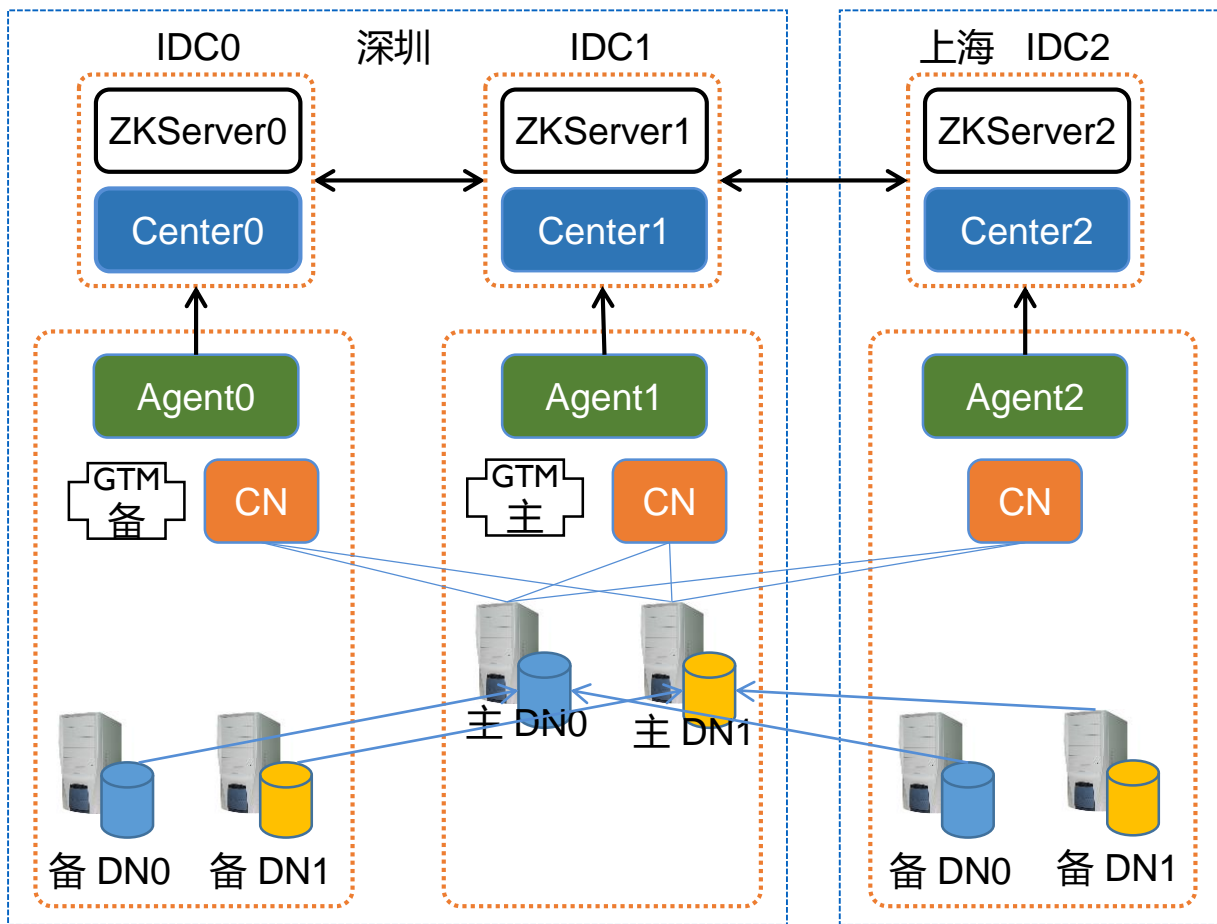 IDC0 深圳 IDC1 上海 IDC2
ZKServer0 ZKServer1 ZKServer2
Center0 Center1 Center2
Agent0 Agent1 Agent2
GTM
备
CN
GTM
主
CN
CN
主 DN0 主 DN1
备 DN0 备 DN1 备 DN0 备 DN1